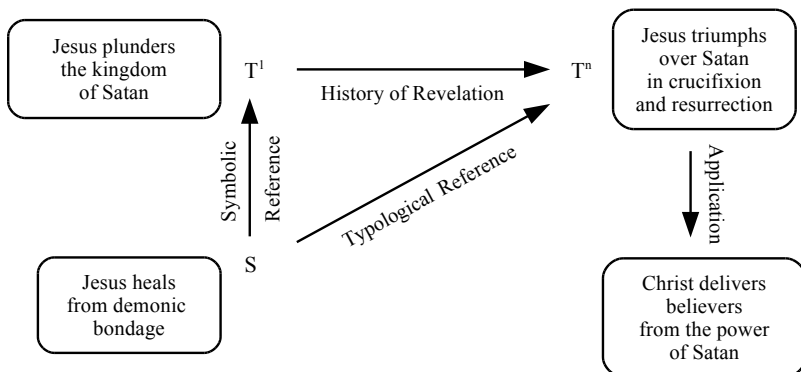 Jesus plunders
the kingdom
of Satan
T¹
History of Revelation
Tⁿ
Jesus triumphs
over Satan
in crucifixion
and resurrection
Symbolic
Reference
Typological Reference
Application
S
Jesus heals
from demonic
bondage
Christ delivers
believers
from the power
of Satan